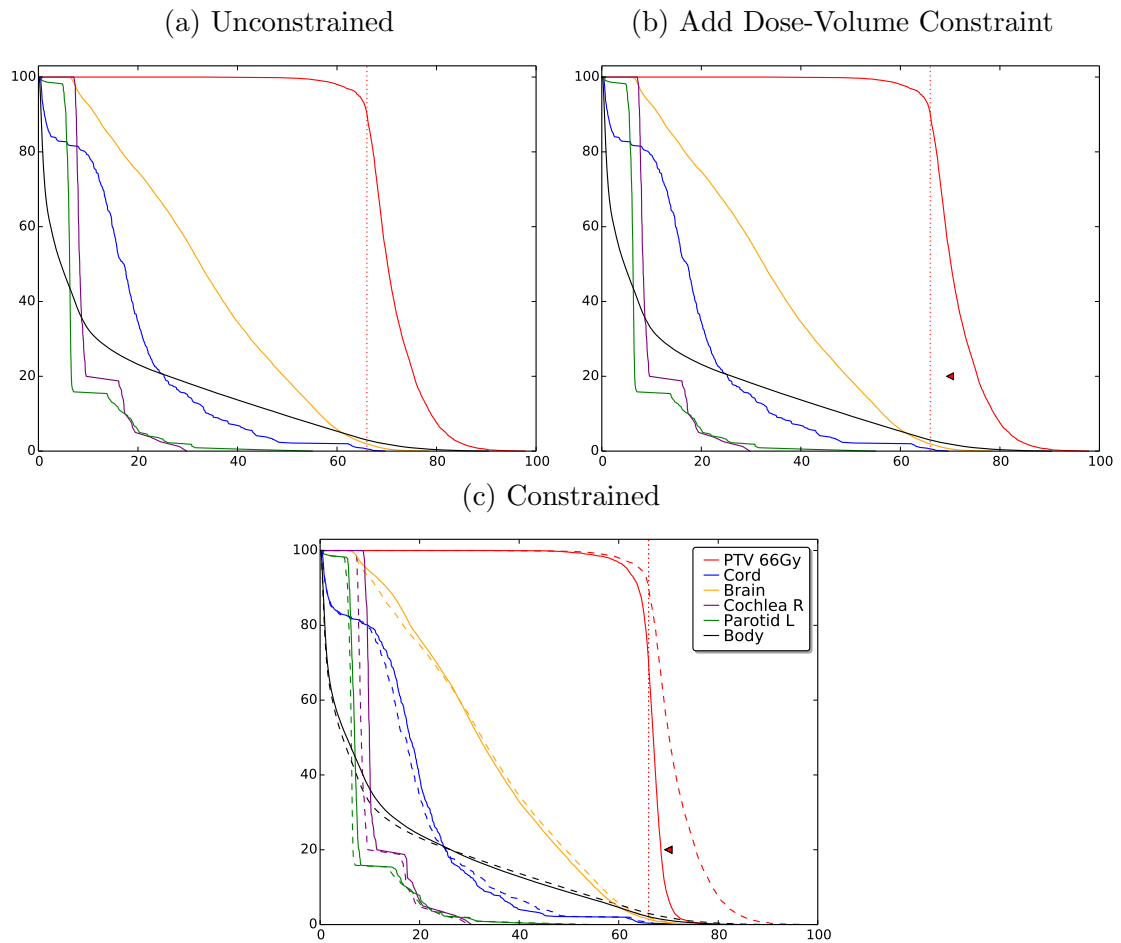 (a) Unconstrained
(b) Add Dose-Volume Constraint
100
80
60
40
20
0
0 20 40 60 80 100
100
80
60
40
20
0
0 20 40 60 80 100
(c) Constrained
100
80
60
40
20
0
0 20 40 60 80 100
PTV 66Gy
Cord
Brain
Cochlea R
Parotid L
Body